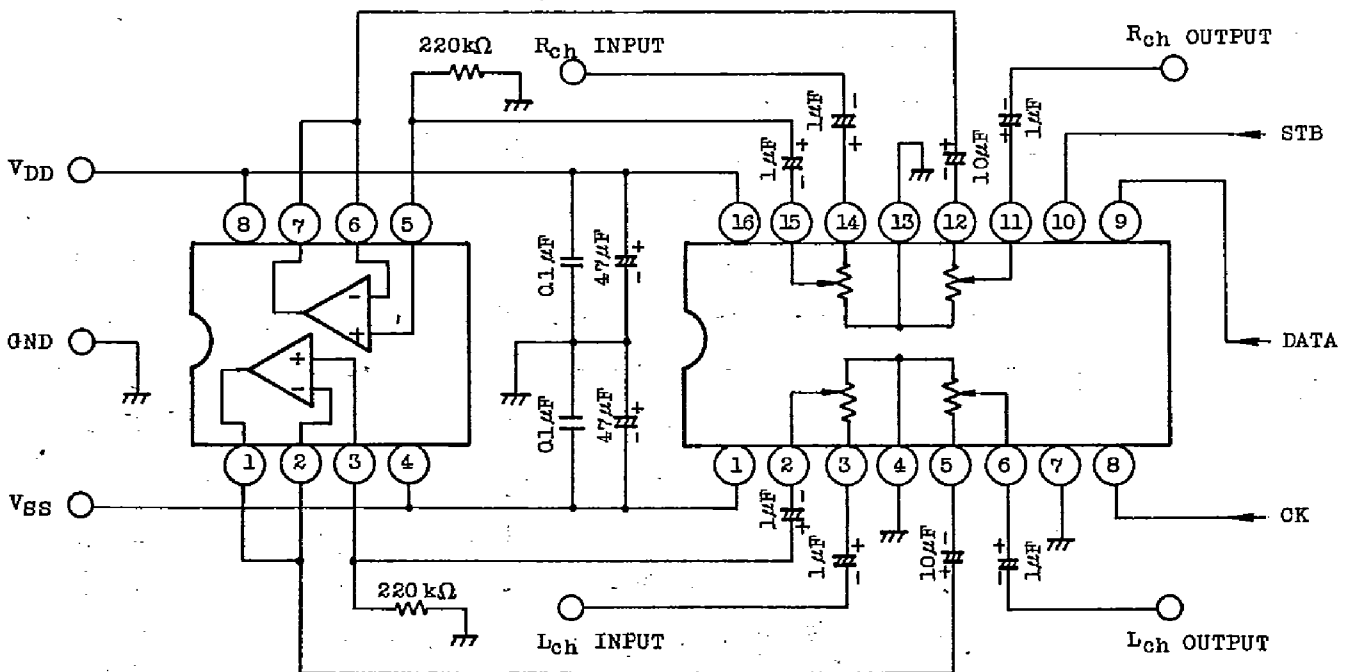 220kΩ
Rch INPUT
Rch OUTPUT
1μF
1μF
1μF
10μF
STB
VDD
8
7
6
5
16
15
14
13
12
11
10
9
-
+
0.1μF
47μF
+
-
GND
DATA
+
-
0.1μF
47μF
+
-
1
2
3
4
1
2
3
4
5
6
7
8
VSS
CK
1μF
1μF
10μF
1μF
220kΩ
Lch INPUT
Lch OUTPUT